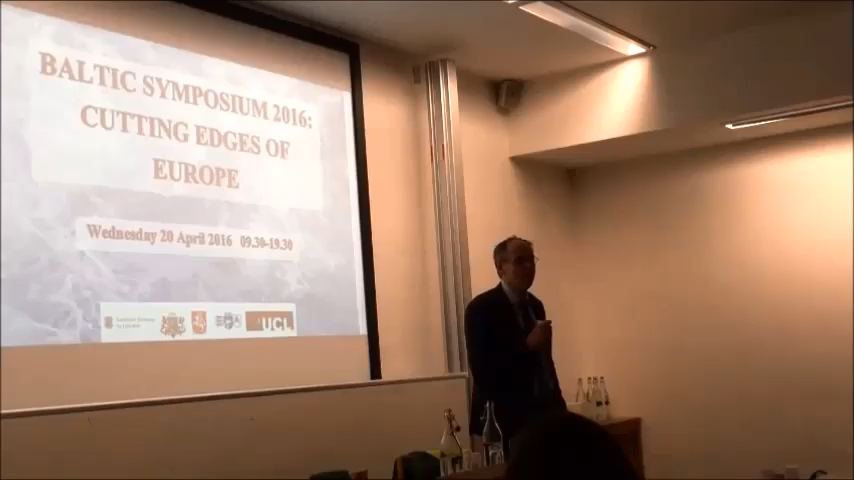 BALTIC SYMPOSIUM 2016:
CUTTING EDGES OF
EUROPE
Wednesday 20 April 2016 09.30-19.30
UCL